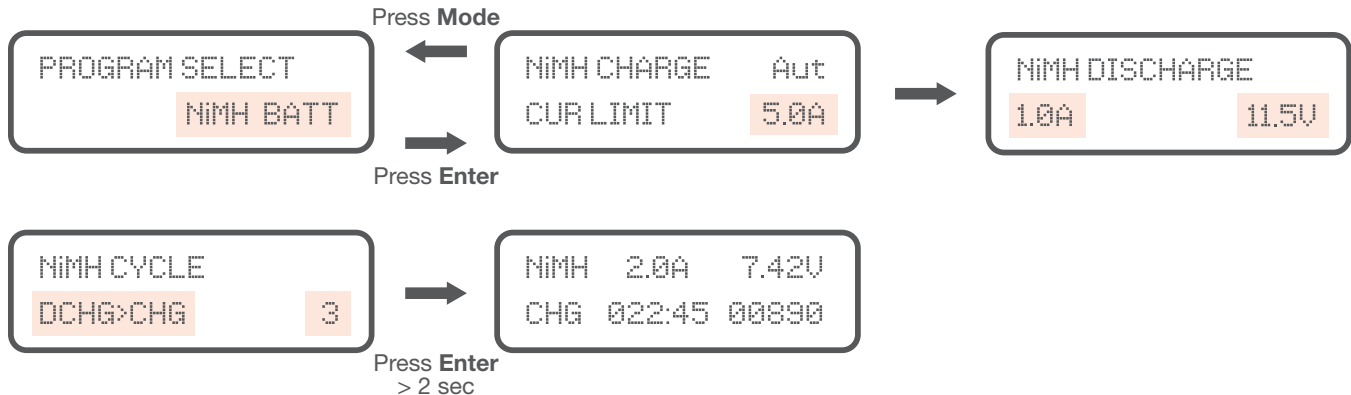 Press Mode
PROGRAM SELECT
NiMH BATT
NiMH CHARGE Aut
CUR LIMIT 5.0A
NiMH DISCHARGE
1.0A 11.5V
Press Enter
NiMH CYCLE
DCHG>CHG 3
NiMH 2.0A 7.42V
CHG 022:45 00890
Press Enter
> 2 sec